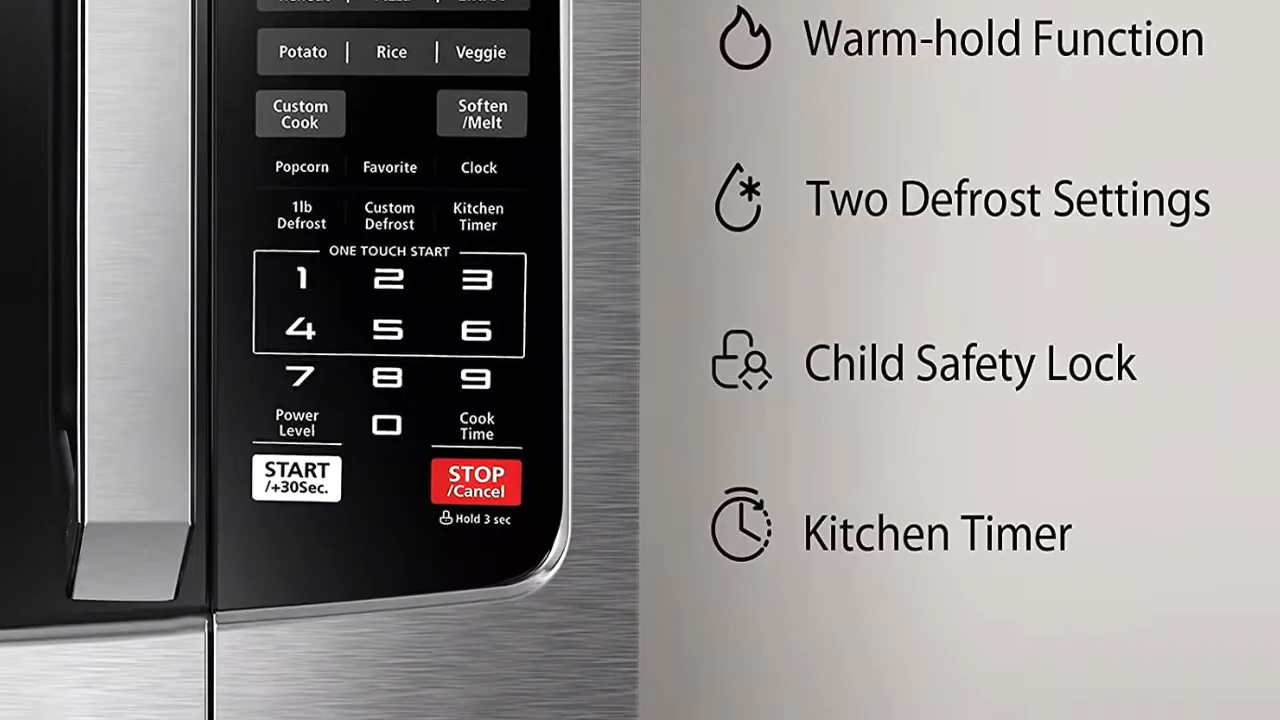 Potato | Rice | Veggie
Custom
Cook
Soften
/Melt
Popcorn Favorite Clock
1lb
Defrost
Custom
Defrost
Kitchen
Timer
ONE TOUCH START
1 2 3
4 5 6
7 8 9
Power
Level
0
Cook
Time
START
/+30Sec.
STOP
/Cancel
Hold 3 sec
Warm-hold Function
Two Defrost Settings
Child Safety Lock
Kitchen Timer